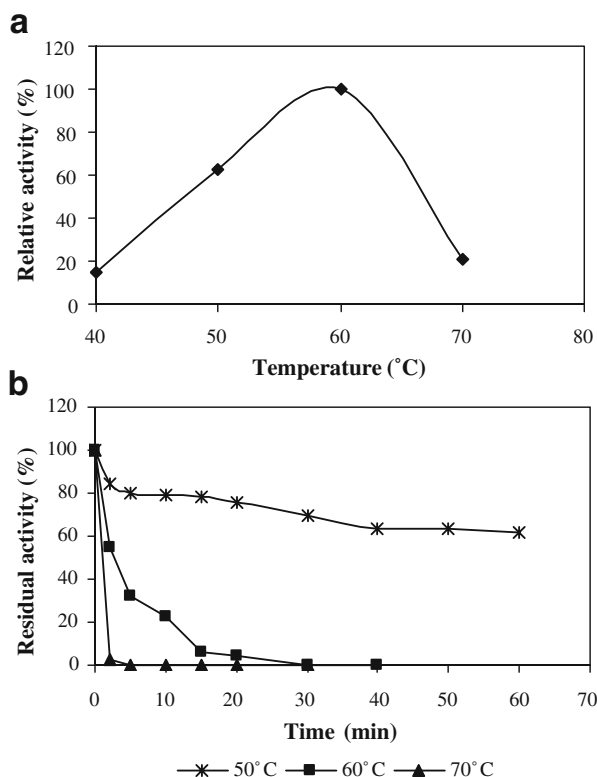 a
120
100
80
60
40
20
0
Relative activity (%)
40 50 60 70 80
Temperature (˚C)
b
120
100
80
60
40
20
0
Residual activity (%)
0 10 20 30 40 50 60 70
Time (min)
50˚C 60˚C 70˚C